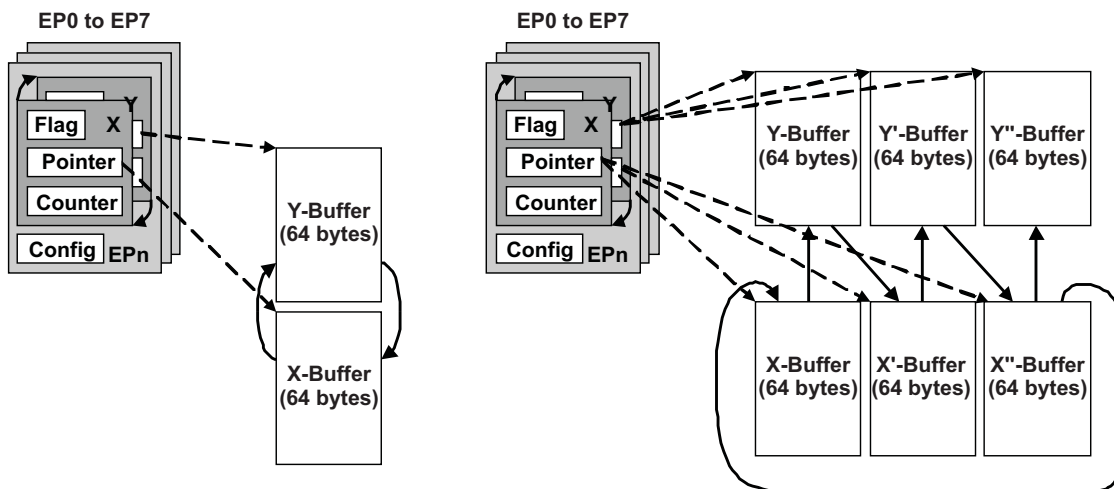 EP0 to EP7
Y
X
Flag
Pointer
Counter
Config
EPn
Y-Buffer
(64 bytes)
X-Buffer
(64 bytes)
EP0 to EP7
Y
X
Flag
Pointer
Counter
Config
EPn
Y-Buffer
(64 bytes)
Y'-Buffer
(64 bytes)
Y"-Buffer
(64 bytes)
X-Buffer
(64 bytes)
X'-Buffer
(64 bytes)
X"-Buffer
(64 bytes)